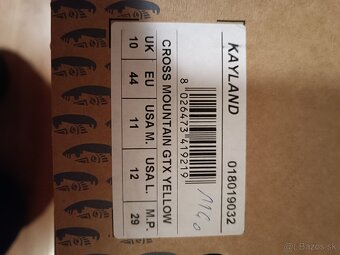 KAYLAND 018019032
8 026473 419219
1160
CROSS MOUNTAIN GTX YELLOW
UK EU USA M. USA L. M.P.
10 44 11 12 29
© Bazos.sk